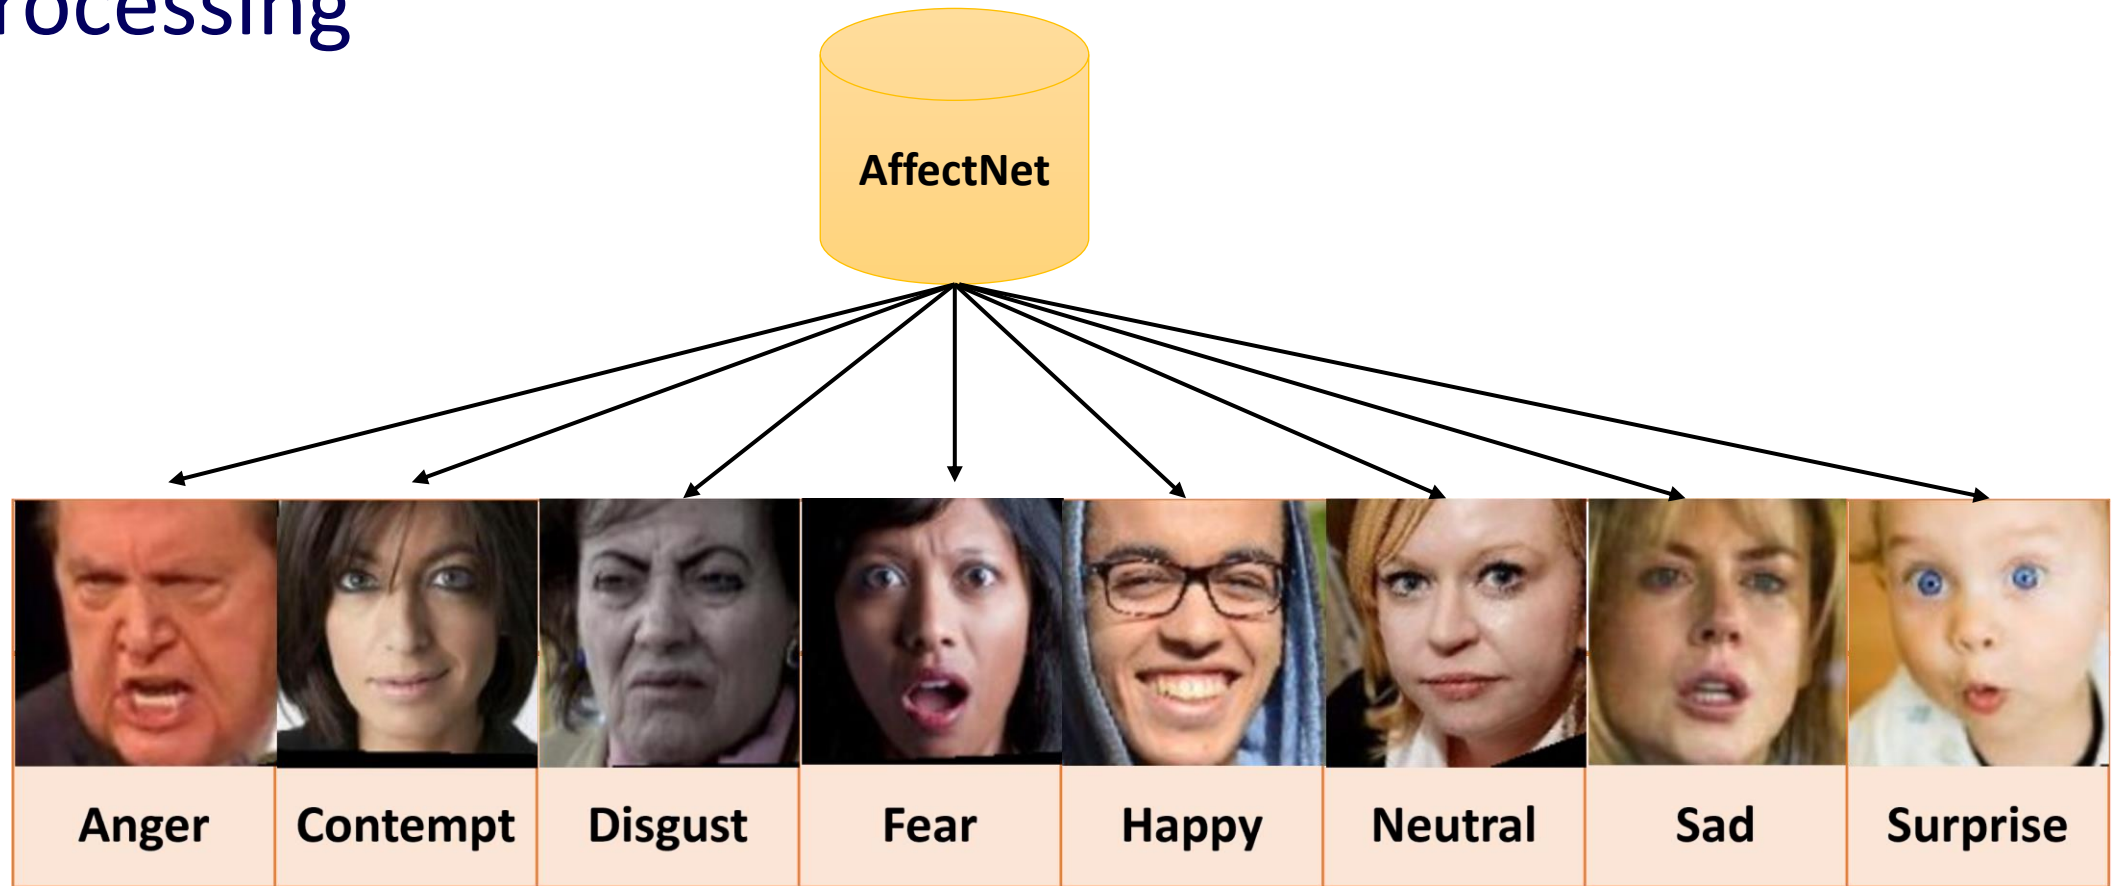 rocessing
AffectNet
Anger
Contempt
Disgust
Fear
Happy
Neutral
Sad
Surprise